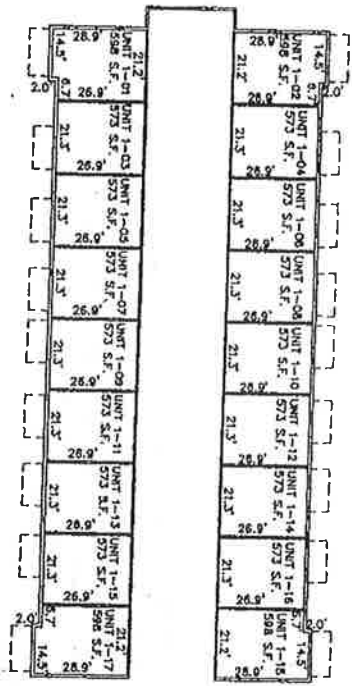 28.9'
21.2'
UNIT 1-01
598 S.F.
14.5'
6.7'
2.0'
26.9'
UNIT 1-03
573 S.F.
21.3'
26.9'
UNIT 1-05
573 S.F.
21.3'
26.9'
UNIT 1-07
573 S.F.
21.3'
26.9'
UNIT 1-09
573 S.F.
21.3'
26.9'
UNIT 1-11
573 S.F.
21.3'
26.9'
UNIT 1-13
573 S.F.
21.3'
26.9'
UNIT 1-15
573 S.F.
21.3'
26.9'
2.0'
6.7'
14.5'
21.2'
UNIT 1-17
598 S.F.
28.9'
28.9'
14.5'
UNIT 1-02
598 S.F.
21.2'
6.7'
2.0'
26.9'
UNIT 1-04
573 S.F.
21.3'
26.9'
UNIT 1-06
573 S.F.
21.3'
26.9'
UNIT 1-08
573 S.F.
21.3'
26.9'
UNIT 1-10
573 S.F.
21.3'
26.9'
UNIT 1-12
573 S.F.
21.3'
26.9'
UNIT 1-14
573 S.F.
21.3'
26.9'
UNIT 1-16
573 S.F.
21.3'
26.9'
6.7'
2.0'
14.5'
UNIT 1-18
598 S.F.
21.2'
28.9'